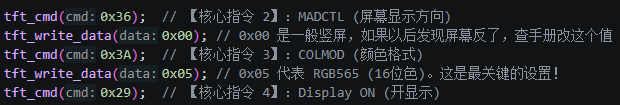 tft_cmd(cmd:0x36);  // 【核心指令 2】: MADCTL (屏幕显示方向)
tft_write_data(data:0x00); // 0x00 是一般竖屏，如果以后发现屏幕反了，查手册改这个值
tft_cmd(cmd:0x3A);  // 【核心指令 3】: COLMOD (颜色格式)
tft_write_data(data:0x05); // 0x05 代表 RGB565 (16位色)。这是最关键的设置！
tft_cmd(cmd:0x29);  // 【核心指令 4】: Display ON (开显示)